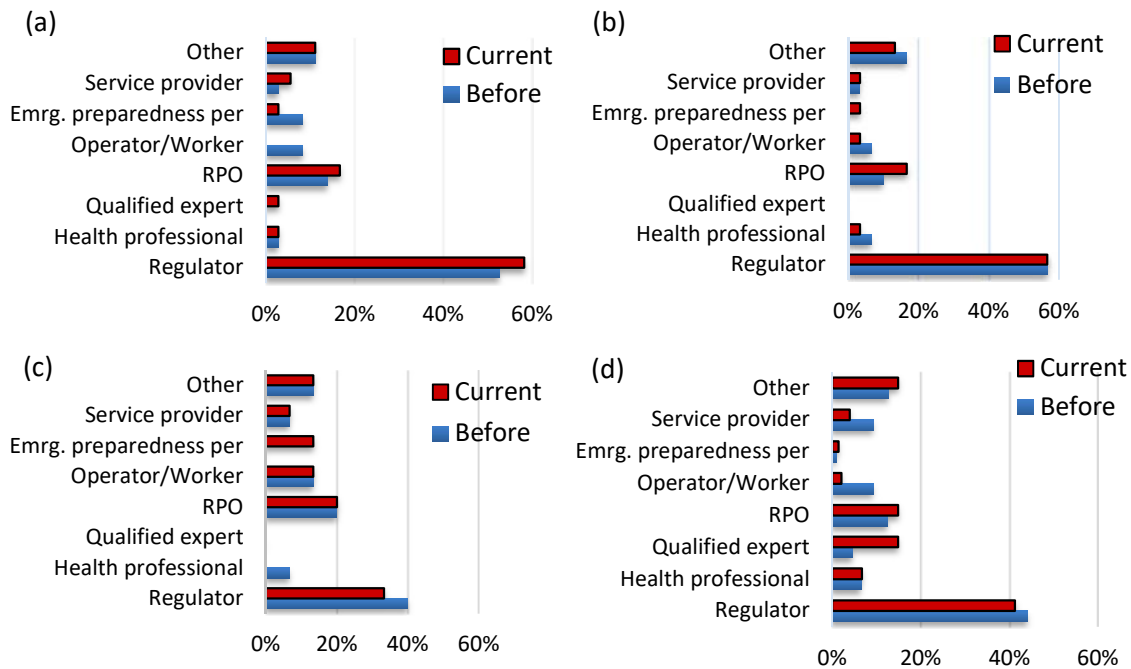 (a)
Other
Service provider
Emrg. preparedness per
Operator/Worker
RPO
Qualified expert
Health professional
Regulator
Current
Before
0% 20% 40% 60%
(b)
Other
Service provider
Emrg. preparedness per
Operator/Worker
RPO
Qualified expert
Health professional
Regulator
Current
Before
0% 20% 40% 60%
(c)
Other
Service provider
Emrg. preparedness per
Operator/Worker
RPO
Qualified expert
Health professional
Regulator
Current
Before
0% 20% 40% 60%
(d)
Other
Service provider
Emrg. preparedness per
Operator/Worker
RPO
Qualified expert
Health professional
Regulator
Current
Before
0% 20% 40% 60%